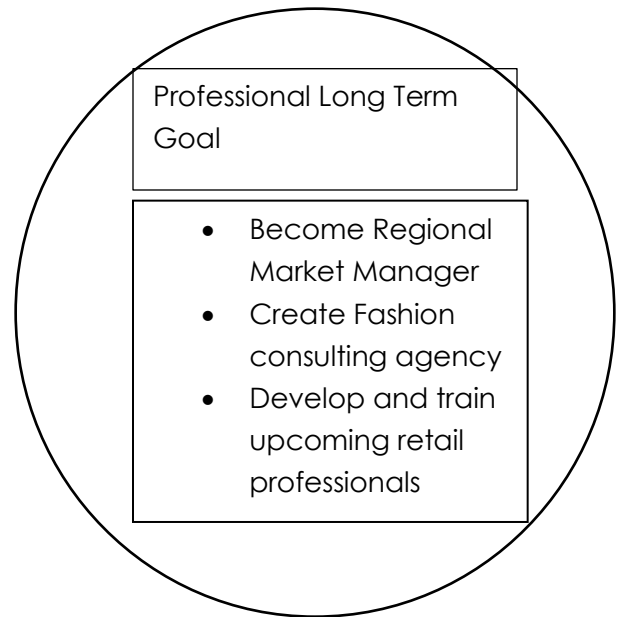 Professional Long Term
Goal
• Become Regional
Market Manager
• Create Fashion
consulting agency
• Develop and train
upcoming retail
professionals